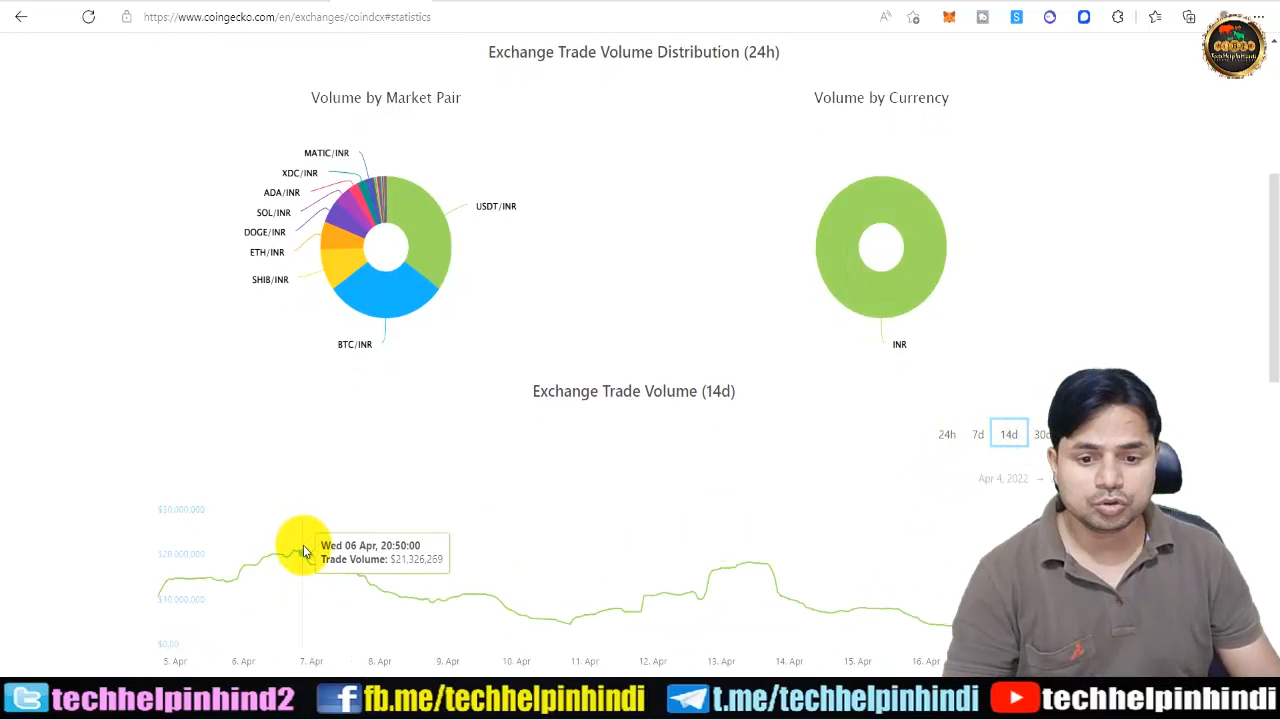 https://www.coingecko.com/en/exchanges/coindcx#statistics
Exchange Trade Volume Distribution (24h)
Volume by Market Pair
Volume by Currency
MATIC/INR
XDC/INR
ADA/INR
SOL/INR
DOGE/INR
ETH/INR
SHIB/INR
USDT/INR
BTC/INR
INR
Exchange Trade Volume (14d)
24h 7d 14d 30d
Apr 4, 2022 →
$20,000,000
$10,000,000
$0.00
Wed 06 Apr, 20:50:00
Trade Volume: $21,326,269
5. Apr 6. Apr 7. Apr 8. Apr 9. Apr 10. Apr 11. Apr 12. Apr 13. Apr 14. Apr 15. Apr 16. Apr
techhelpinhind2 fb.me/techhelpinhindi t.me/techhelpinhindi techhelpinhindi